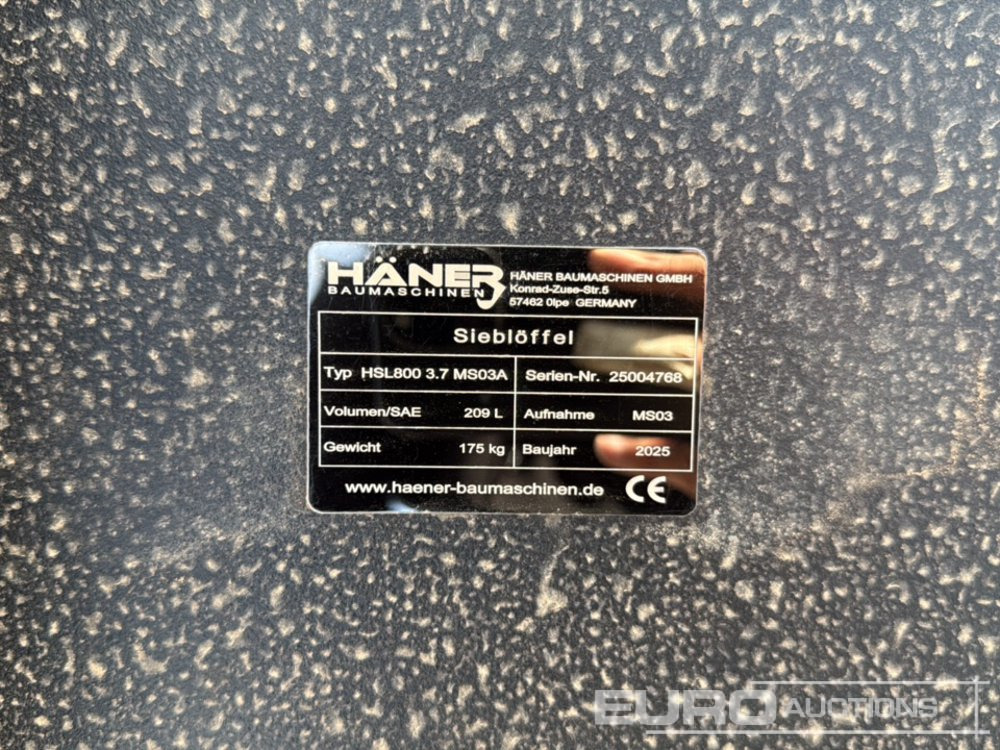 HÄNER
BAUMASCHINEN
HÄNER BAUMASCHINEN GMBH
Konrad-Zuse-Str.5
57462 Olpe GERMANY
Sieblöffel
Typ HSL800 3.7 MS03A Serien-Nr. 25004768
Volumen/SAE 209 L Aufnahme MS03
Gewicht 175 kg Baujahr 2025
www.haener-baumaschinen.de CE
EURO AUCTIONS